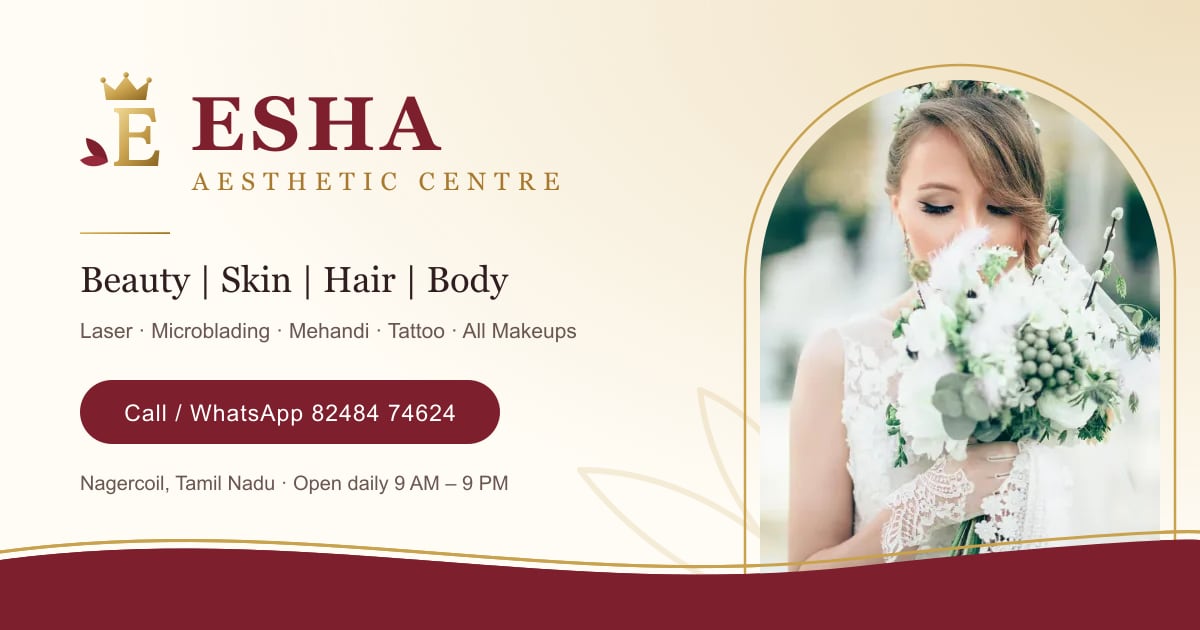 E
ESHA
AESTHETIC CENTRE
Beauty | Skin | Hair | Body
Laser · Microblading · Mehandi · Tattoo · All Makeups
Call / WhatsApp 82484 74624
Nagercoil, Tamil Nadu · Open daily 9 AM – 9 PM